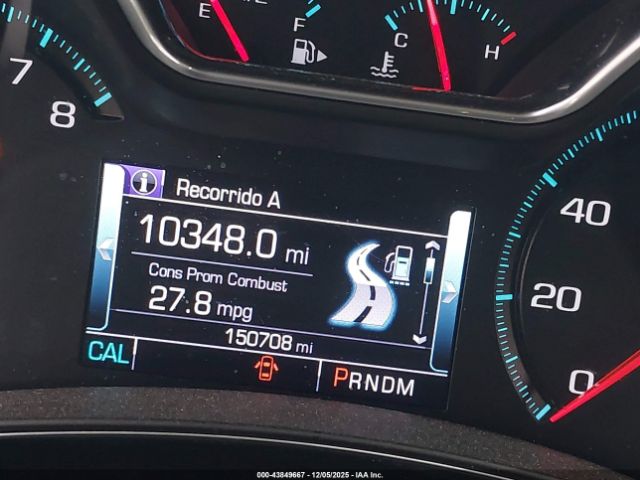 E
F
C
H
7
8
i Recorrido A
10348.0 mi
Cons Prom Combust
27.8 mpg
150708 mi
CAL
PRNDM
40
20
0
000-43849667 - 12/05/2025 - IAA Inc.